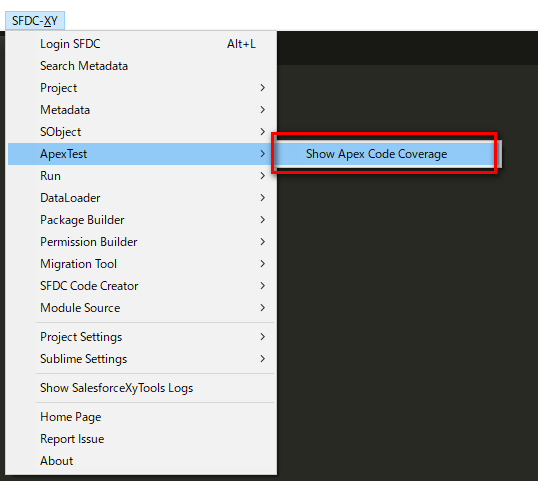 SFDC-XY
Login SFDC Alt+L
Search Metadata
Project
Metadata
SObject
ApexTest
Show Apex Code Coverage
Run
DataLoader
Package Builder
Permission Builder
Migration Tool
SFDC Code Creator
Module Source
Project Settings
Sublime Settings
Show SalesforceXyTools Logs
Home Page
Report Issue
About